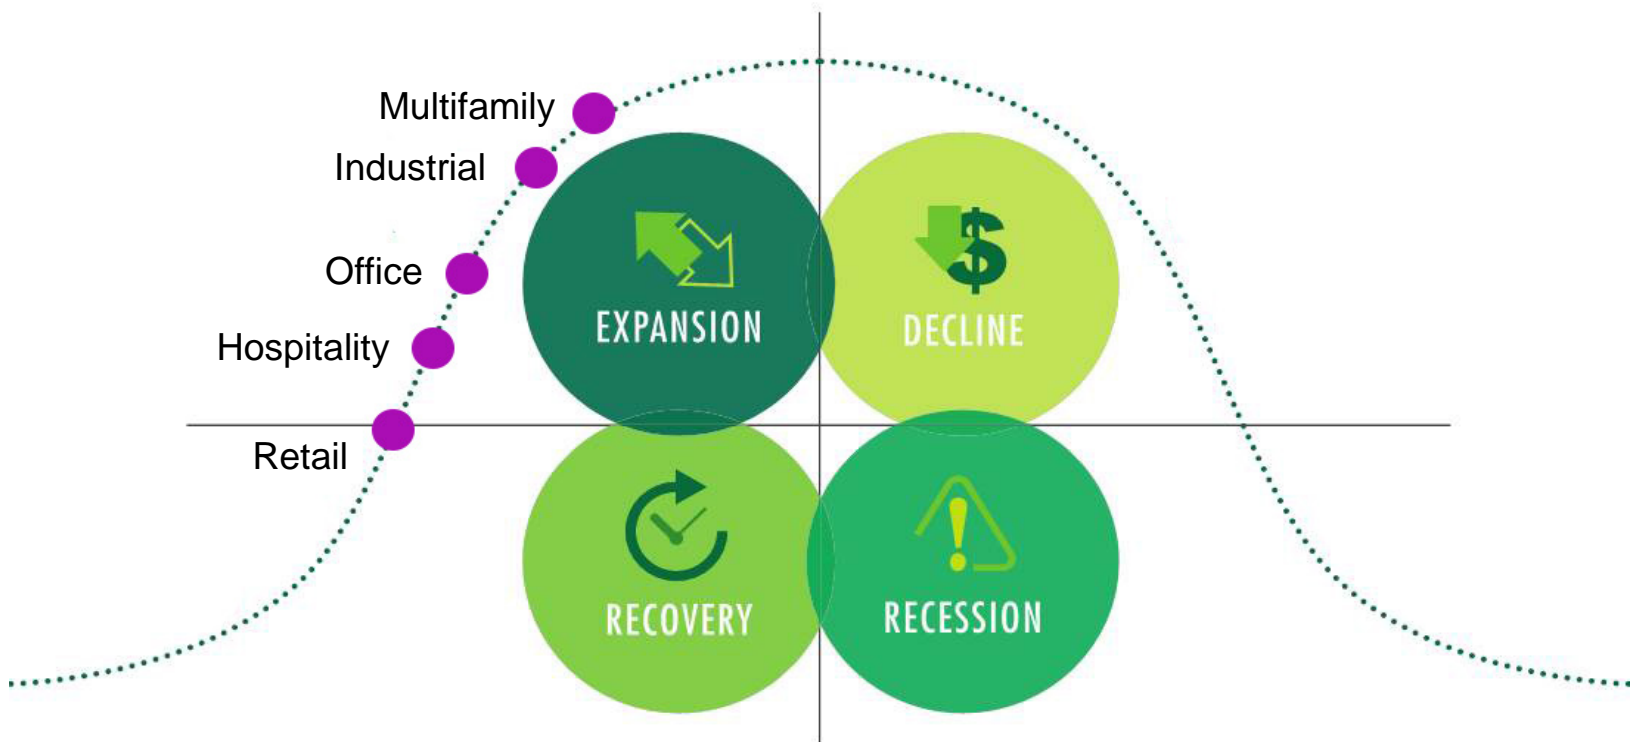 Multifamily
Industrial
Office
Hospitality
Retail
$
EXPANSION
DECLINE
!
RECOVERY
RECESSION